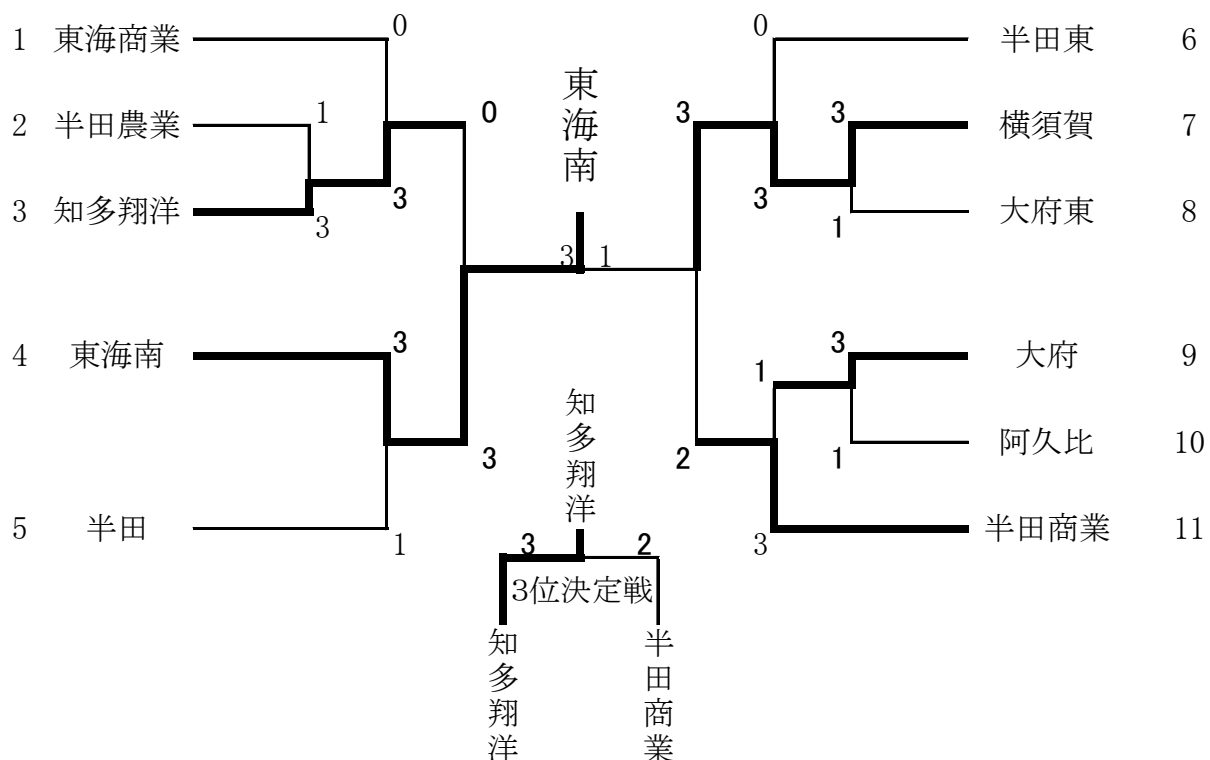 1 東海商業
0
2 半田農業
1
0
3 知多翔洋
3
3
4 東海南
3
3
5 半田
1
東海南
3 1
0
半田東 6
3
3
横須賀 7
3
1
大府東 8
1
3
大府 9
2
1
阿久比 10
3
半田商業 11
知多翔洋
3 2
3位決定戦
知多翔洋
半田商業